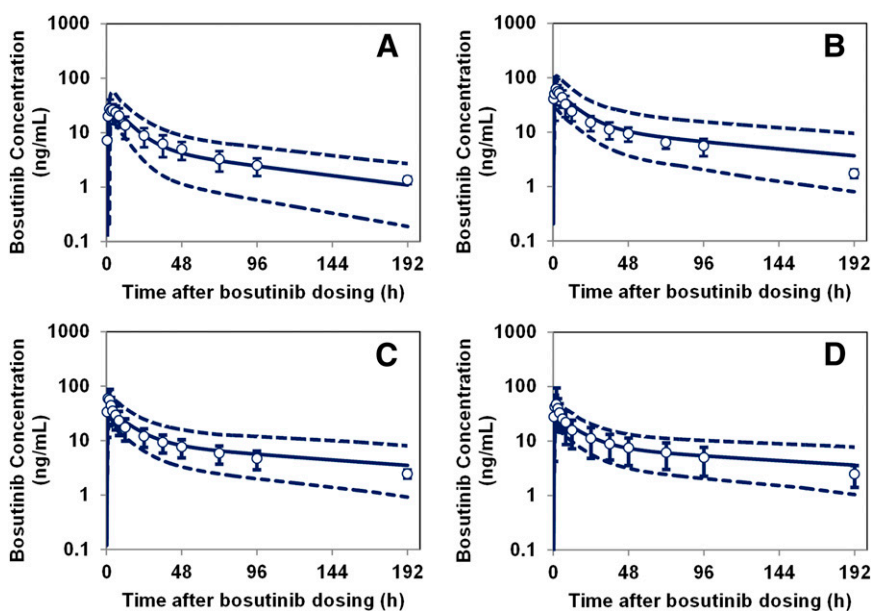 1000
100
10
1
0.1
Bosutinib Concentration
(ng/mL)
A
0 48 96 144 192
Time after bosutinib dosing (h)
1000
100
10
1
0.1
Bosutinib Concentration
(ng/mL)
B
0 48 96 144 192
Time after bosutinib dosing (h)
1000
100
10
1
0.1
Bosutinib Concentration
(ng/mL)
C
0 48 96 144 192
Time after bosutinib dosing (h)
1000
100
10
1
0.1
Bosutinib Concentration
(ng/mL)
D
0 48 96 144 192
Time after bosutinib dosing (h)